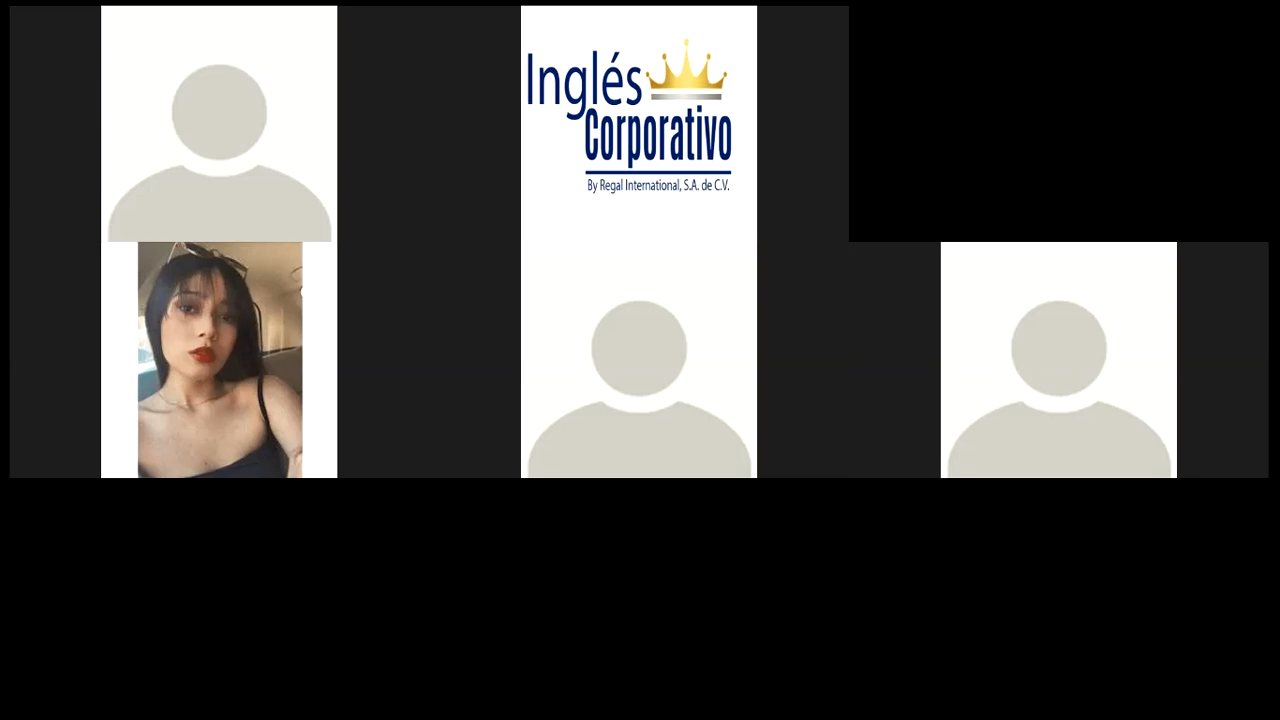 Inglés
Corporativo
By Regal International, S.A. de C.V.